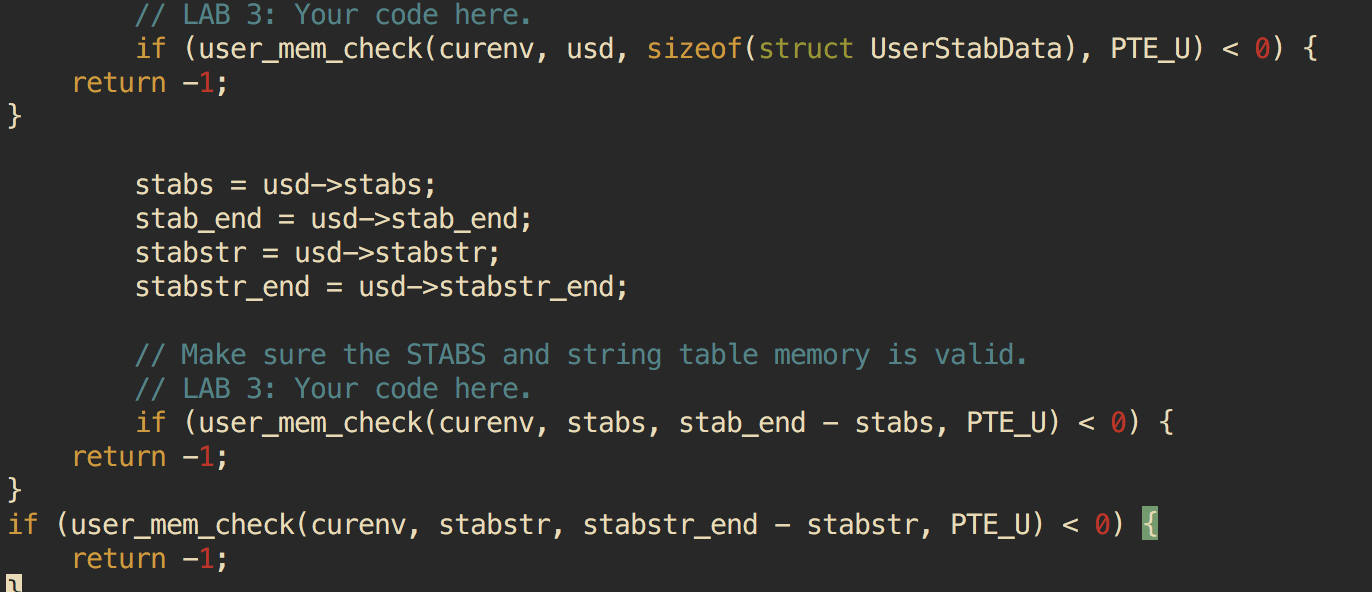 // LAB 3: Your code here.
if (user_mem_check(curenv, usd, sizeof(struct UserStabData), PTE_U) < 0) {
return -1;
}
stabs = usd->stabs;
stab_end = usd->stab_end;
stabstr = usd->stabstr;
stabstr_end = usd->stabstr_end;
// Make sure the STABS and string table memory is valid.
// LAB 3: Your code here.
if (user_mem_check(curenv, stabs, stab_end - stabs, PTE_U) < 0) {
return -1;
}
if (user_mem_check(curenv, stabstr, stabstr_end - stabstr, PTE_U) < 0) {
return -1;
}